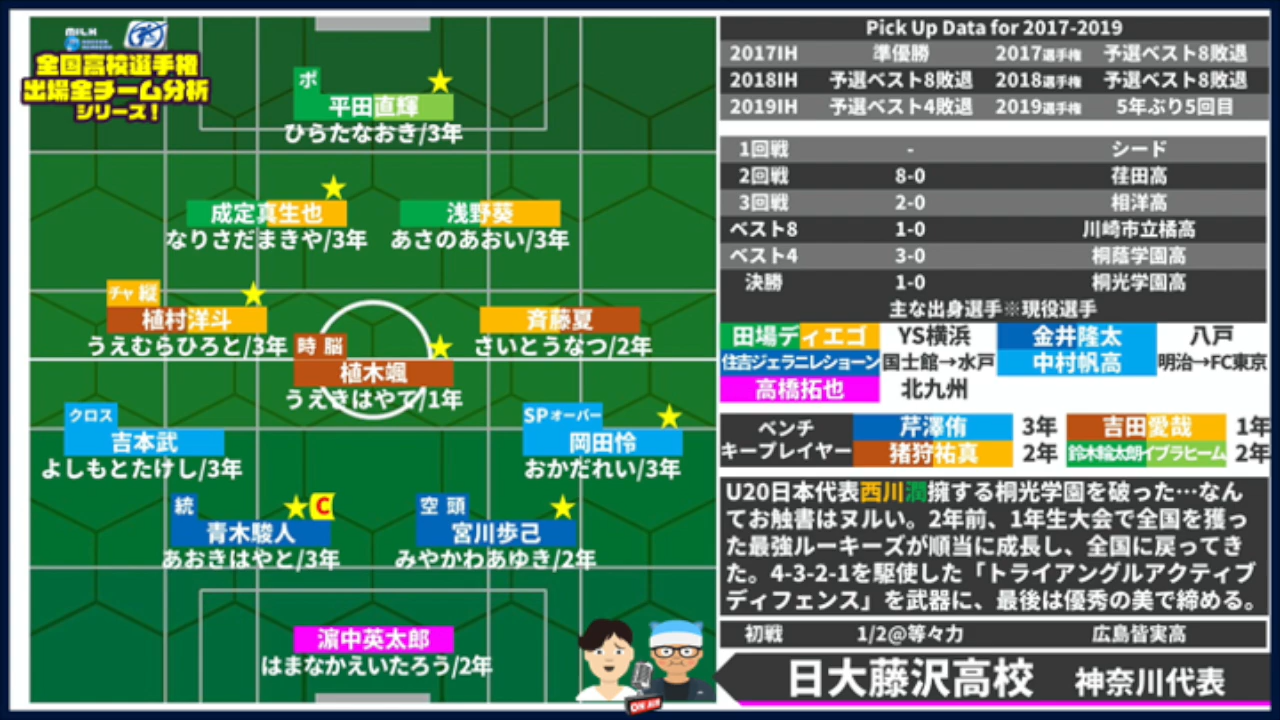 MILK
全国高校選手権
出場全チーム分析
シリーズ！
ポ
平田直輝
ひらたなおき/3年
成定真生也
なりさだまきや/3年
浅野葵
あさのあおい/3年
チャ 縦
植村洋斗
うえむらひろと/3年
時 脳
植木颯
うえきはやて/1年
斉藤夏
さいとうなつ/2年
クロス
吉本武
よしもとたけし/3年
SPオーバー
岡田怜
おかだれい/3年
統
C
青木駿人
あおきはやと/3年
空 頭
宮川歩己
みやかわあゆき/2年
濵中英太郎
はまなかえいたろう/2年
ON AIR
Pick Up Data for 2017-2019
2017IH 準優勝 2017選手権 予選ベスト8敗退
2018IH 予選ベスト8敗退 2018選手権 予選ベスト8敗退
2019IH 予選ベスト4敗退 2019選手権 5年ぶり5回目
1回戦 - シード
2回戦 8-0 荏田高
3回戦 2-0 相洋高
ベスト8 1-0 川崎市立橘高
ベスト4 3-0 桐蔭学園高
決勝 1-0 桐光学園高
主な出身選手※現役選手
田場ディエゴ YS横浜 金井隆太 八戸
住吉ジェラニレショーン 国士館→水戸 中村帆高 明治→FC東京
高橋拓也 北九州
ベンチ
キープレイヤー
芹澤侑 3年 吉田愛哉 1年
猪狩祐真 2年 鈴木輪太朗イブラヒーム 2年
U20日本代表西川潤擁する桐光学園を破った…なん
てお触書はヌルい。2年前、1年生大会で全国を獲っ
た最強ルーキーズが順当に成長し、全国に戻ってき
た。4-3-2-1を駆使した「トライアングルアクティブ
ディフェンス」を武器に、最後は優秀の美で締める。
初戦 1/2@等々力 広島皆実高
日大藤沢高校 神奈川代表